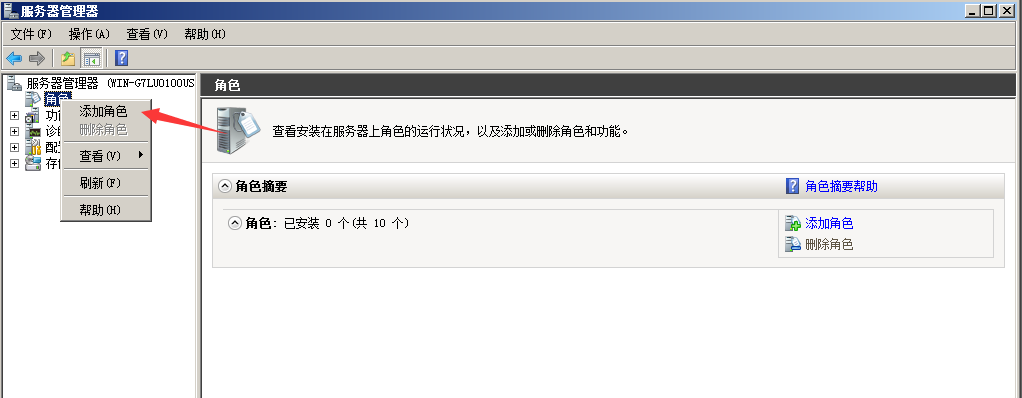 服务器管理器
文件(F) 操作(A) 查看(V) 帮助(H)
服务器管理器 (WIN-G7LU0100US
角色
功
诊
配
存
添加角色
删除角色
查看(V)
刷新(F)
帮助(H)
角色
查看安装在服务器上角色的运行状况，以及添加或删除角色和功能。
角色摘要
角色摘要帮助
角色: 已安装 0 个(共 10 个)
添加角色
删除角色